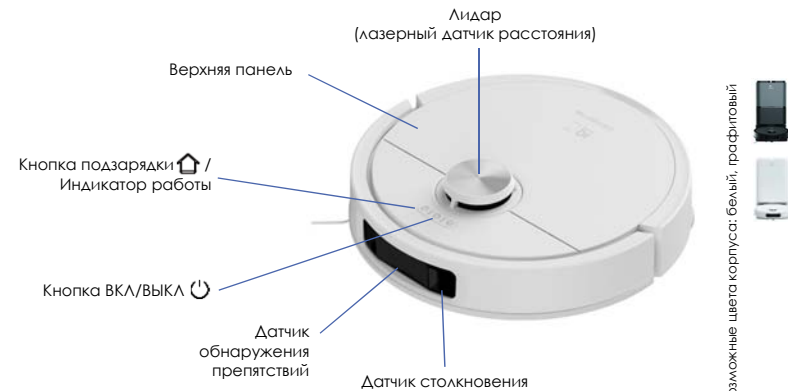 Лидар
(лазерный датчик расстояния)
Верхняя панель
Кнопка подзарядки /
Индикатор работы
Кнопка ВКЛ/ВЫКЛ
Датчик
обнаружения
препятствий
Датчик столкновения
цвета корпуса: белый, графитовый